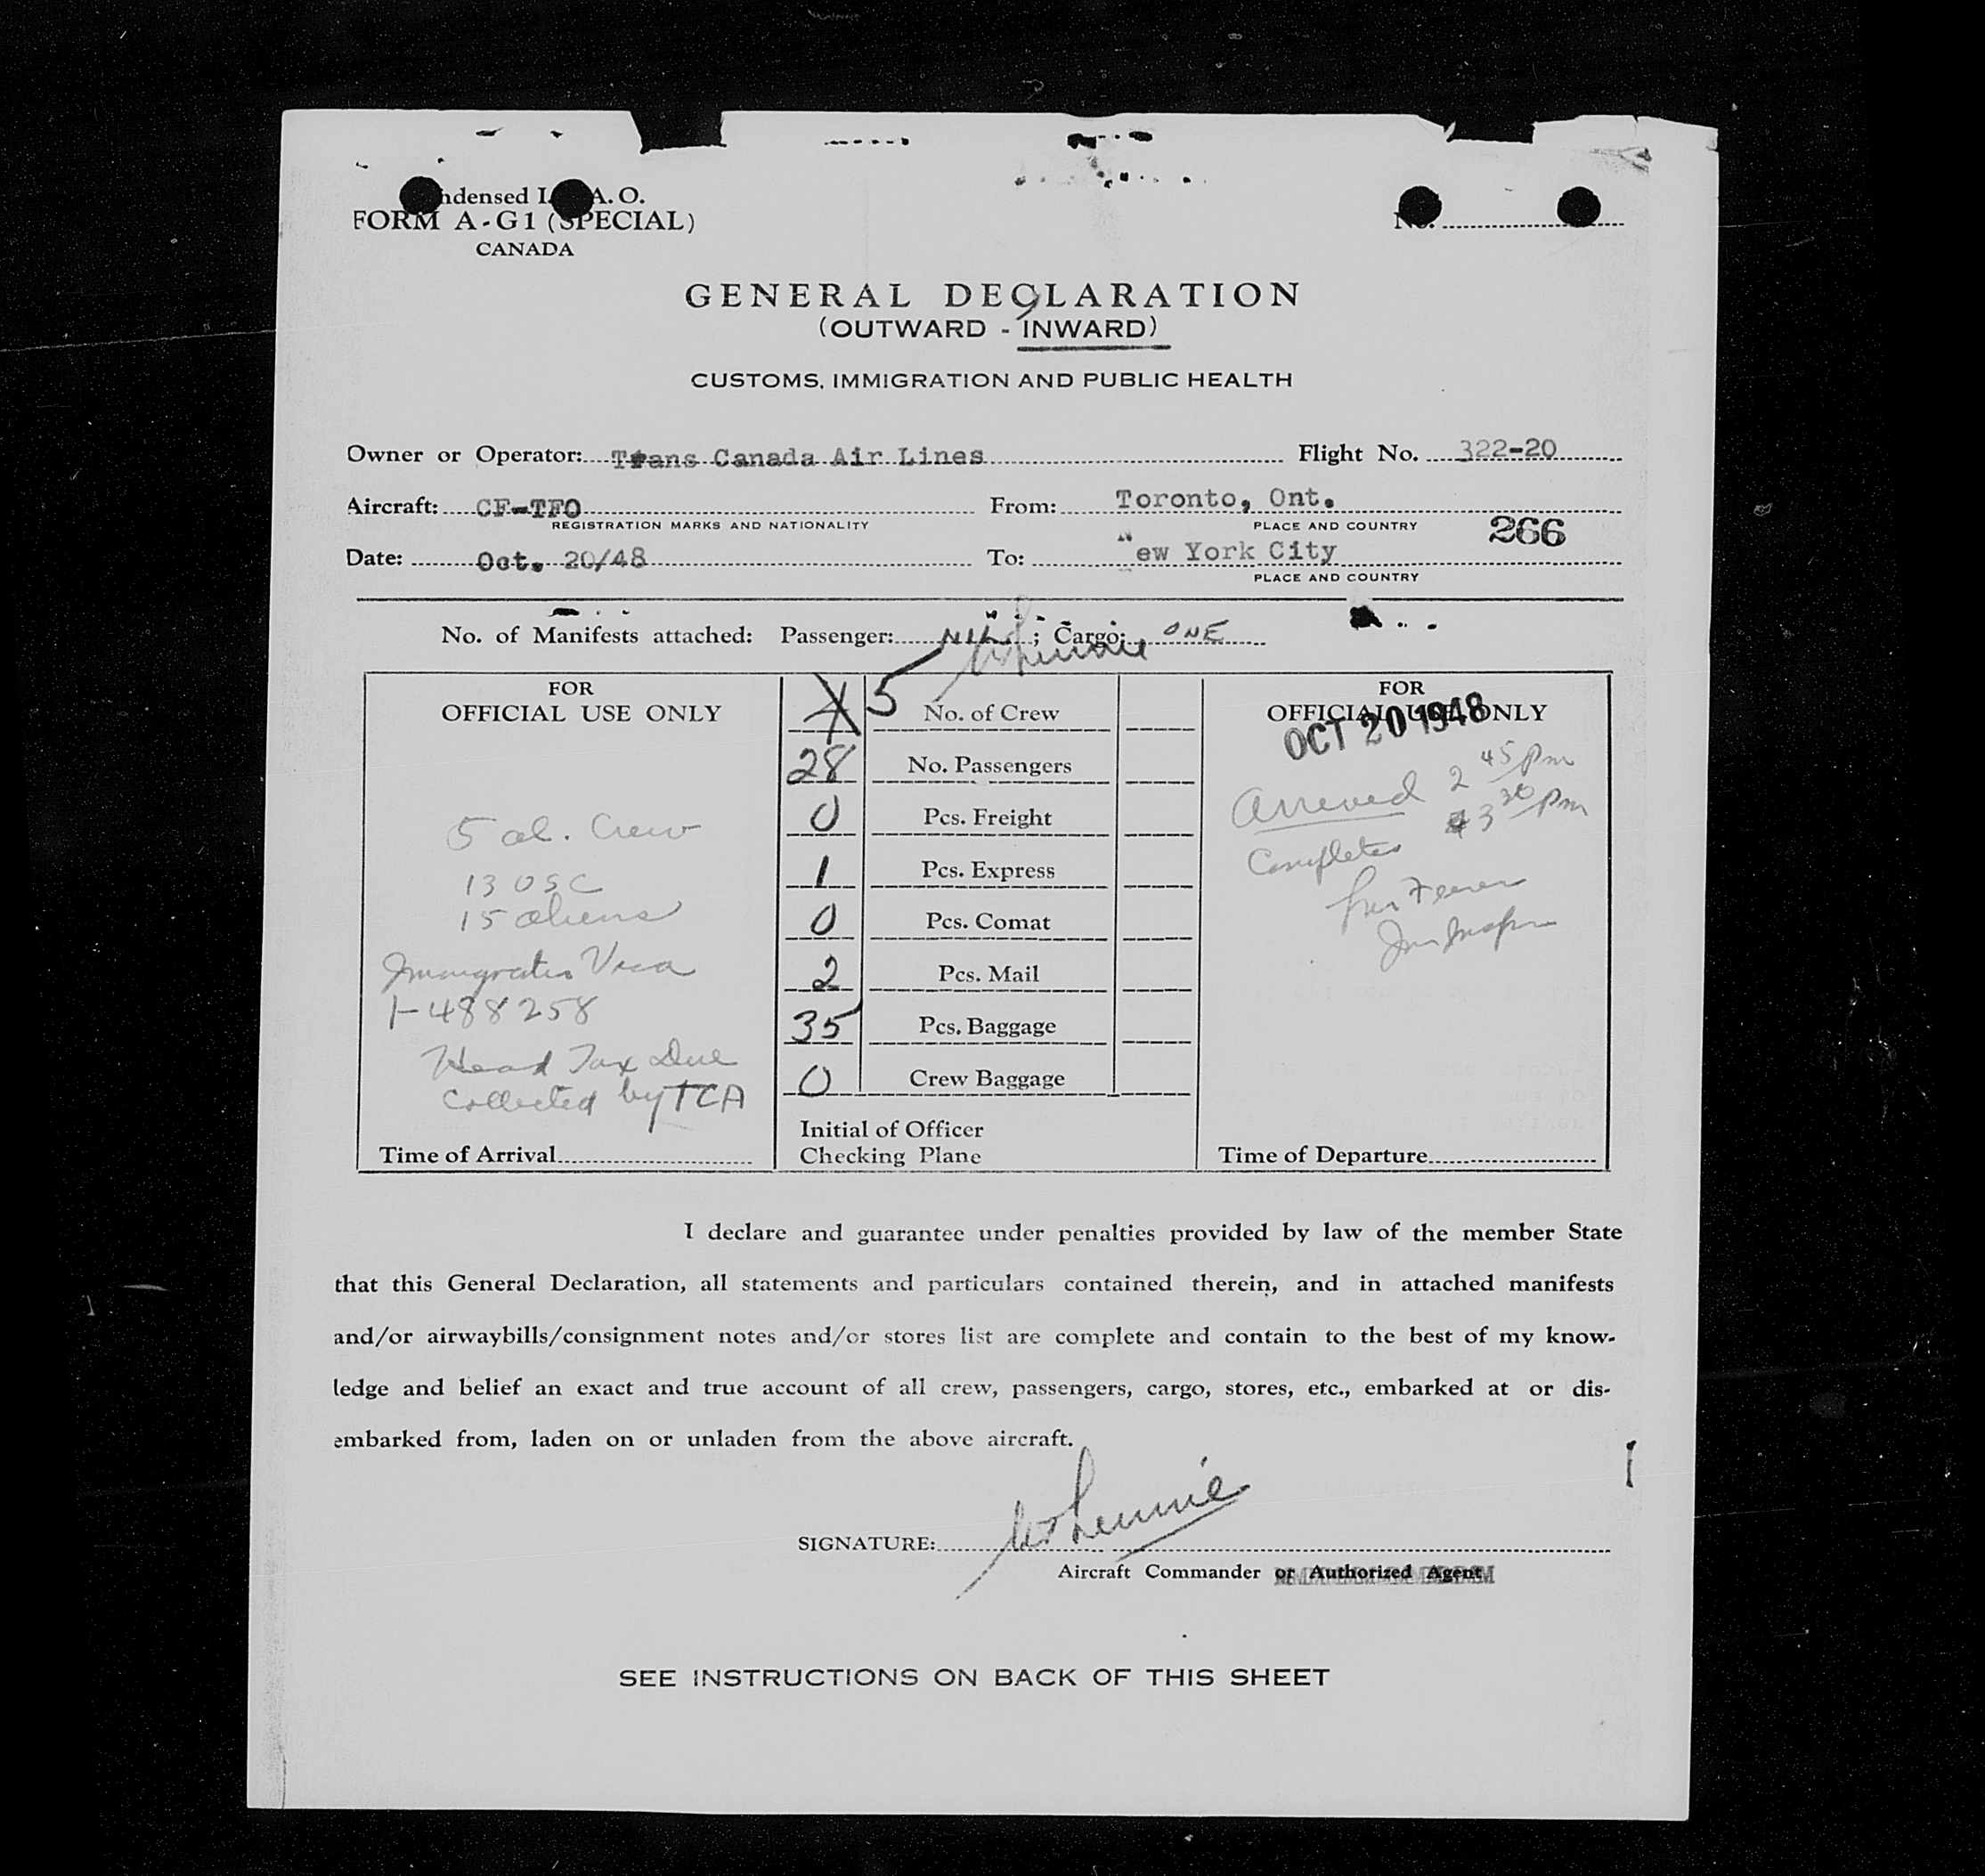 ndensed I. A. O.
FORM A-G1 (SPECIAL)
CANADA
No.
GENERAL DECLARATION
(OUTWARD - INWARD)
CUSTOMS, IMMIGRATION AND PUBLIC HEALTH
Owner or Operator: Trans Canada Air Lines Flight No. 322-20
Aircraft: CF-TFO From: Toronto, Ont.
REGISTRATION MARKS AND NATIONALITY PLACE AND COUNTRY
266
Date: Oct. 20/48 To: New York City
PLACE AND COUNTRY
No. of Manifests attached: Passenger: NIL ; Cargo: ONE
FOR
OFFICIAL USE ONLY
5 al. Crew
13 USC
15 aliens
Immigration Visa
1-488258
Head Tax Due
Collected by TCA
Time of Arrival
4 5 No. of Crew
28 No. Passengers
0 Pcs. Freight
1 Pcs. Express
0 Pcs. Comat
2 Pcs. Mail
35 Pcs. Baggage
0 Crew Baggage
Initial of Officer
Checking Plane
FOR
OFFICIAL USE ONLY
OCT 20 1948
Arrived 2 45 pm
Completed 3 30 pm
Time of Departure
I declare and guarantee under penalties provided by law of the member State
that this General Declaration, all statements and particulars contained therein, and in attached manifests
and/or airwaybills/consignment notes and/or stores list are complete and contain to the best of my know-
ledge and belief an exact and true account of all crew, passengers, cargo, stores, etc., embarked at or dis-
embarked from, laden on or unladen from the above aircraft.
SIGNATURE:
Aircraft Commander or Authorized Agent
SEE INSTRUCTIONS ON BACK OF THIS SHEET